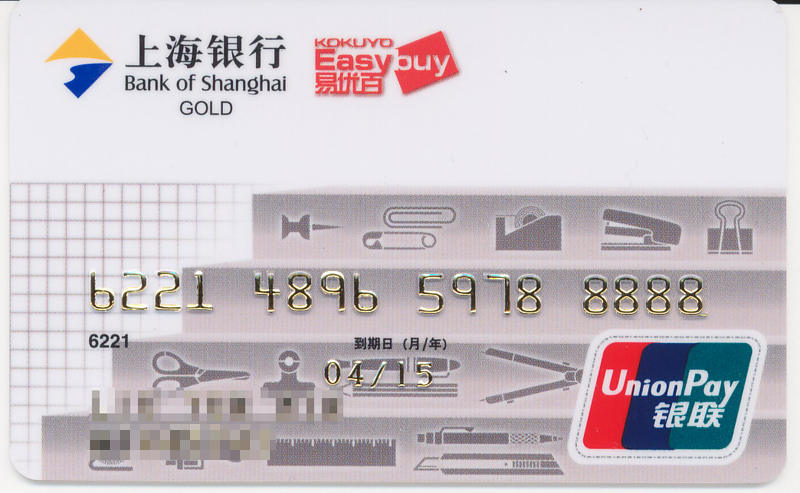 上海银行
Bank of Shanghai
GOLD
KOKUYO
Easybuy
易优百
6221 4896 5978 8888
6221
到期日(月/年)
04/15
UnionPay
银联